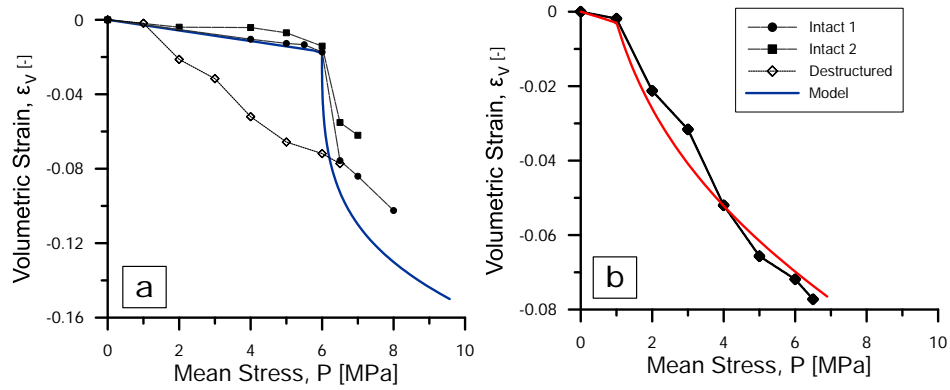 0
-0.04
-0.08
-0.12
-0.16
Volumetric Strain, εV [-]
0
2
4
6
8
10
Mean Stress, P [MPa]
a
0
-0.02
-0.04
-0.06
-0.08
Volumetric Strain, εV [-]
0
2
4
6
8
10
Mean Stress, P [MPa]
b
Intact 1
Intact 2
Destructured
Model